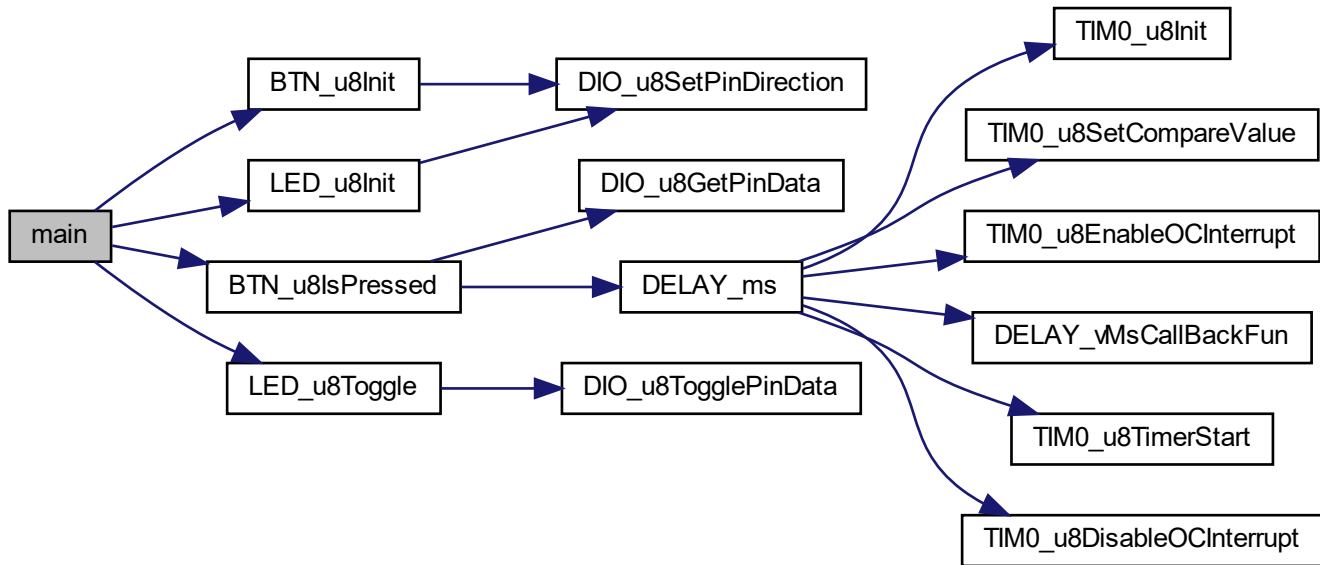 main
BTN_u8Init
LED_u8Init
BTN_u8IsPressed
LED_u8Toggle
DIO_u8SetPinDirection
DIO_u8GetPinData
DELAY_ms
DIO_u8TogglePinData
TIM0_u8Init
TIM0_u8SetCompareValue
TIM0_u8EnableOCInterrupt
DELAY_vMsCallBackFun
TIM0_u8TimerStart
TIM0_u8DisableOCInterrupt